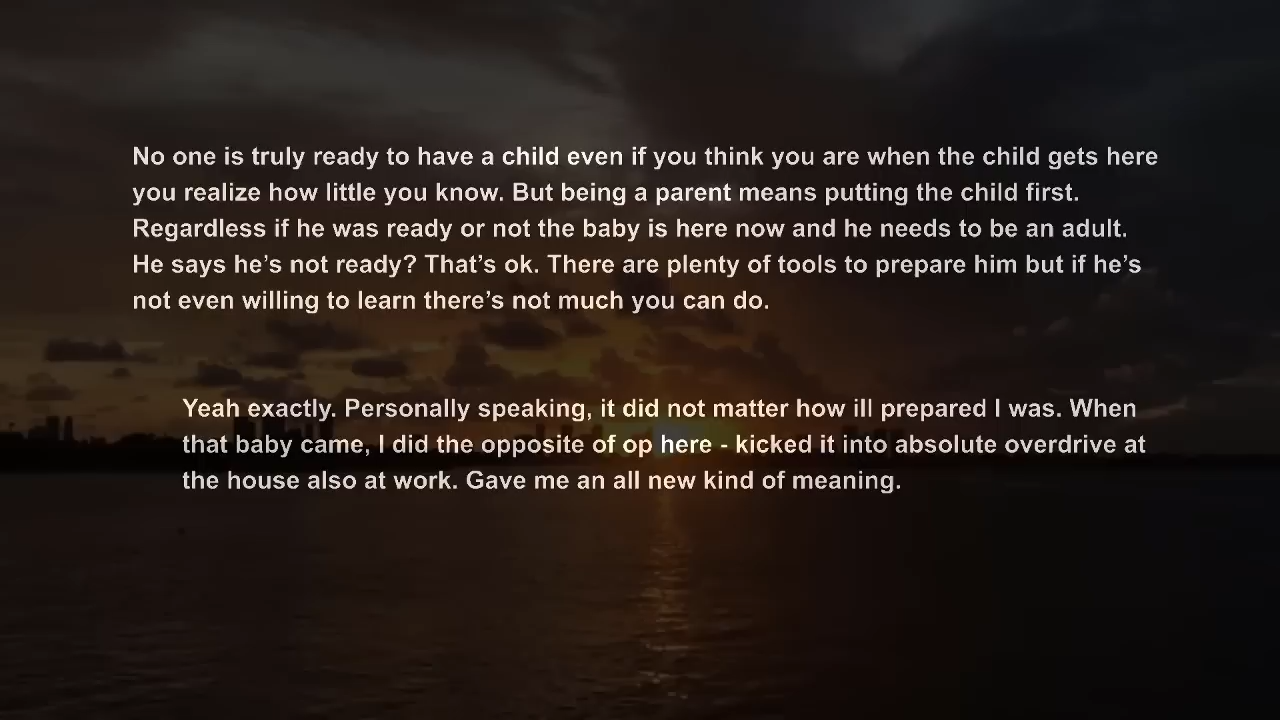 No one is truly ready to have a child even if you think you are when the child gets here
you realize how little you know. But being a parent means putting the child first.
Regardless if he was ready or not the baby is here now and he needs to be an adult.
He says he’s not ready? That’s ok. There are plenty of tools to prepare him but if he’s
not even willing to learn there’s not much you can do.
Yeah exactly. Personally speaking, it did not matter how ill prepared I was. When
that baby came, I did the opposite of op here - kicked it into absolute overdrive at
the house also at work. Gave me an all new kind of meaning.